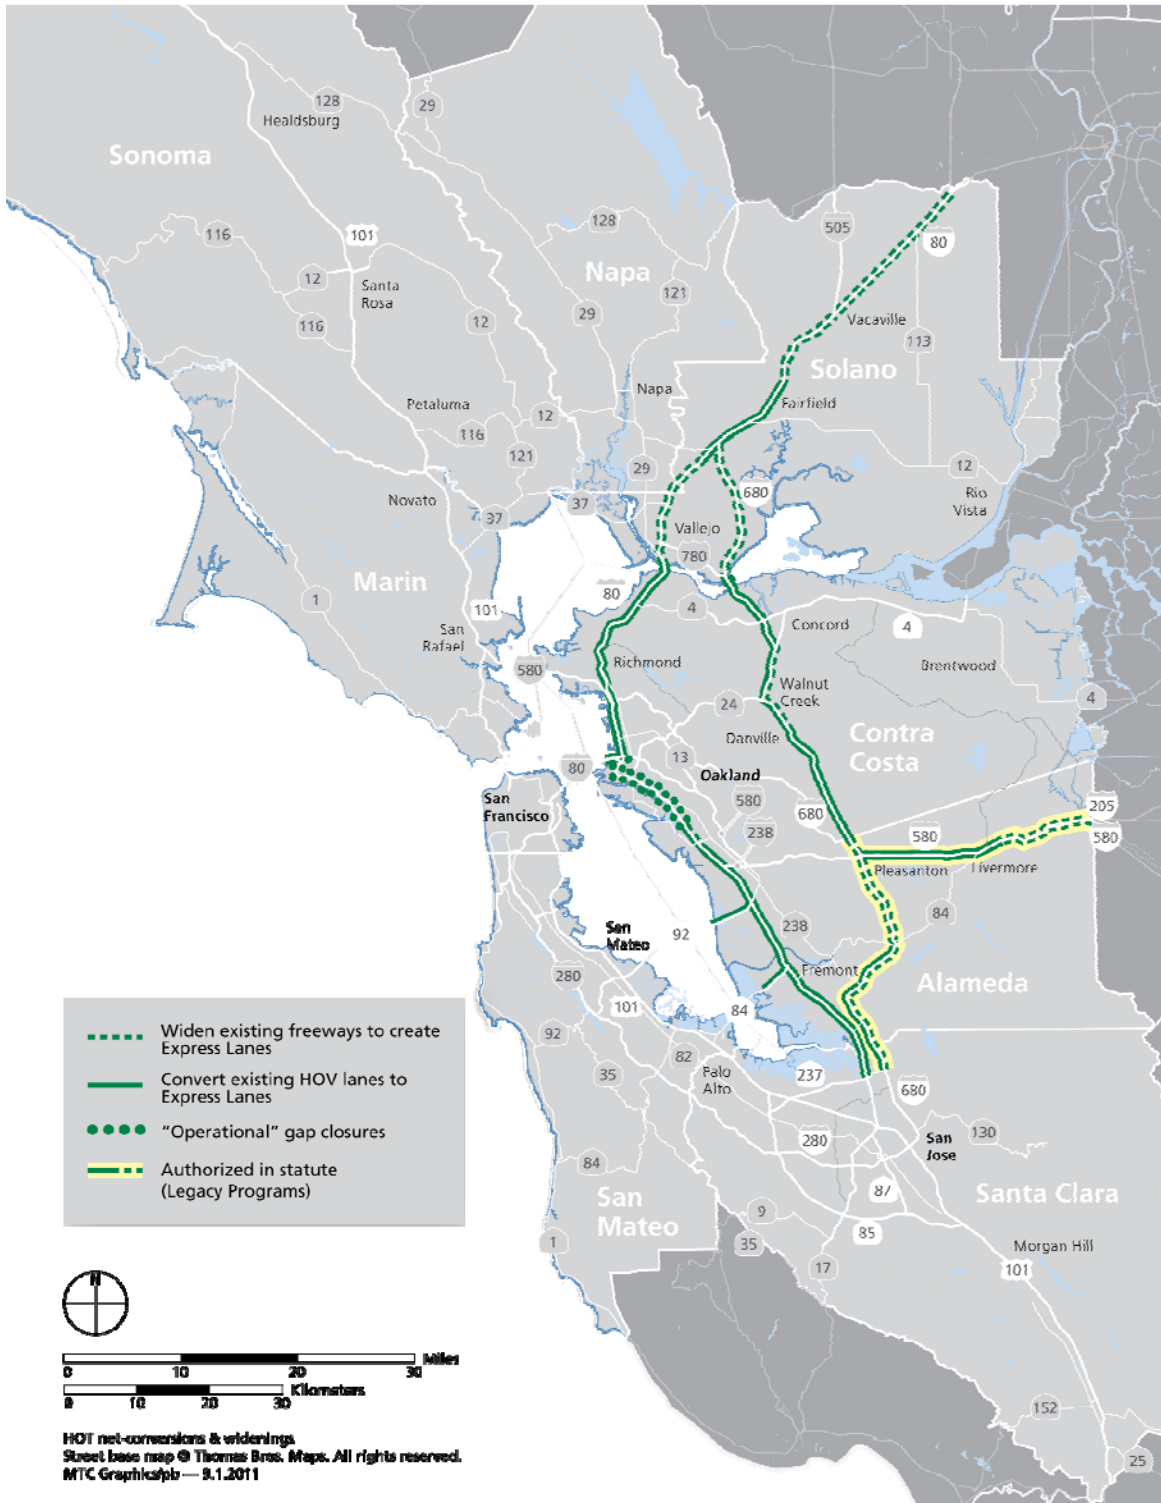 128
29
Healdsburg
Sonoma
116
101
128
505
80
12
Santa
Rosa
Napa
121
116
12
29
Vacaville
113
Solano
Napa
Petaluma
12
Fairfield
116
121
29
12
680
Rio
Vista
Novato
37
37
Vallejo
780
Marin
1
101
80
4
Concord
4
San
Rafael
Richmond
Brentwood
580
Walnut
Creek
24
4
Danville
Contra
Costa
13
80
Oakland
580
San
Francisco
680
238
580
205
580
Pleasanton
Livermore
84
San
Mateo
92
238
Fremont
280
Alameda
101
84
92
82
35
Palo
Alto
237
680
280
San
Jose
130
84
87
San
Mateo
Santa Clara
9
85
1
35
17
Morgan Hill
101
152
25
Widen existing freeways to create
Express Lanes
Convert existing HOV lanes to
Express Lanes
"Operational" gap closures
Authorized in statute
(Legacy Programs)
N
Miles
0 10 20 30
Kilometers
0 10 20 30
HOT net-conversions & widenings
Street base map © Thomas Bros. Maps. All rights reserved.
MTC Graphics/pb — 9.1.2011